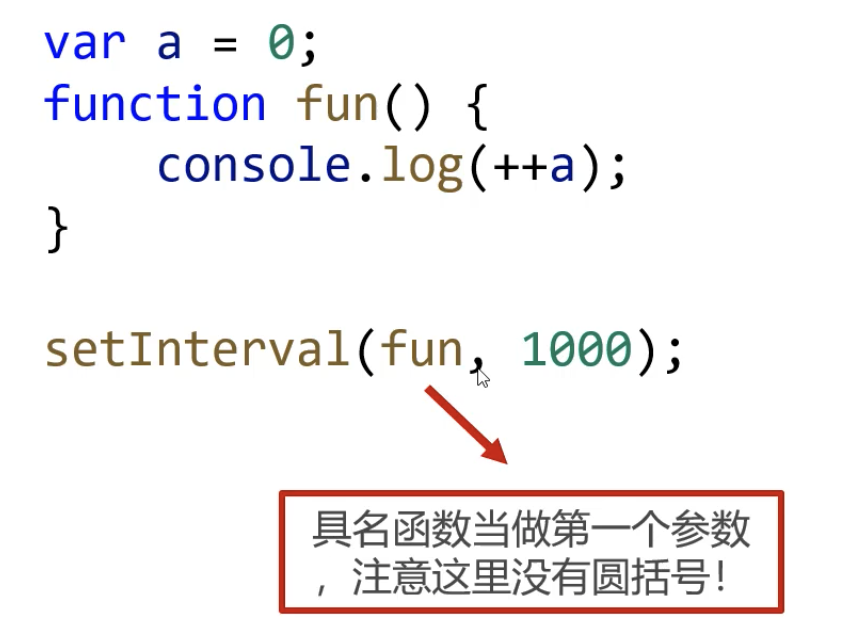 var a = 0;
function fun() {
    console.log(++a);
}
setInterval(fun, 1000);
具名函数当做第一个参数
，注意这里没有圆括号！